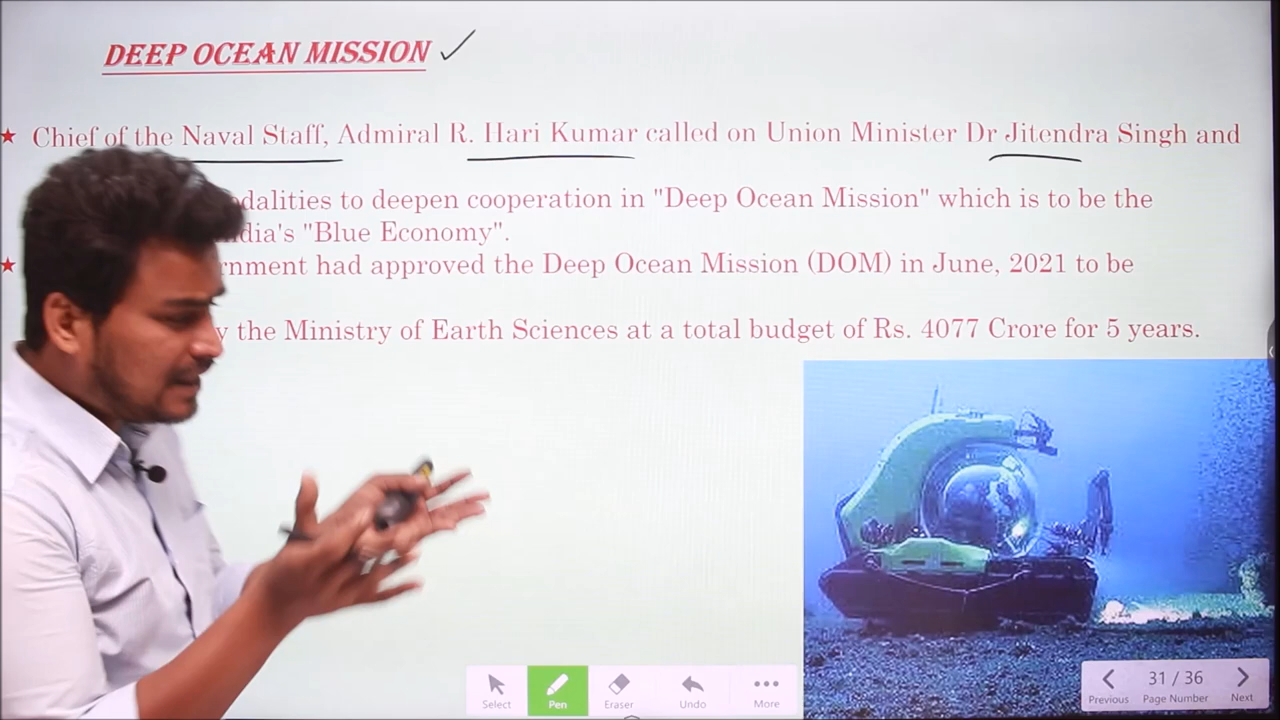 DEEP OCEAN MISSION
Chief of the Naval Staff, Admiral R. Hari Kumar called on Union Minister Dr Jitendra Singh and
to deepen cooperation in "Deep Ocean Mission" which is to be the
"Blue Economy".
had approved the Deep Ocean Mission (DOM) in June, 2021 to be
the Ministry of Earth Sciences at a total budget of Rs. 4077 Crore for 5 years.
Select Pen Eraser Undo More
Previous 31 / 36 Next
Page Number